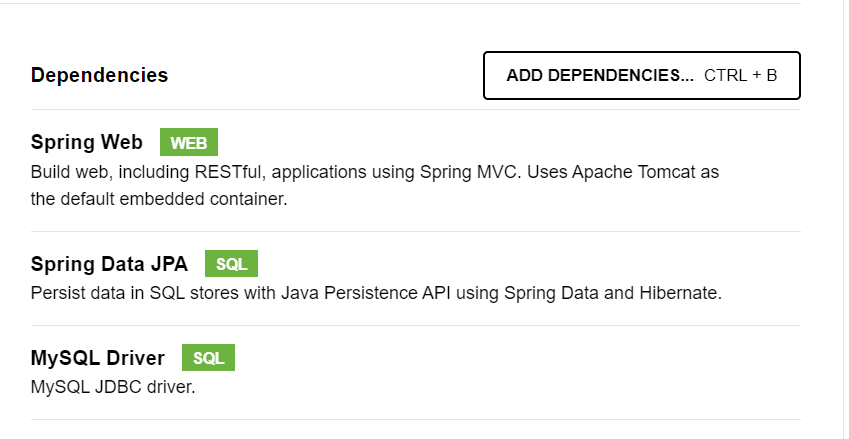 Dependencies
ADD DEPENDENCIES... CTRL + B
Spring Web WEB
Build web, including RESTful, applications using Spring MVC. Uses Apache Tomcat as
the default embedded container.
Spring Data JPA SQL
Persist data in SQL stores with Java Persistence API using Spring Data and Hibernate.
MySQL Driver SQL
MySQL JDBC driver.